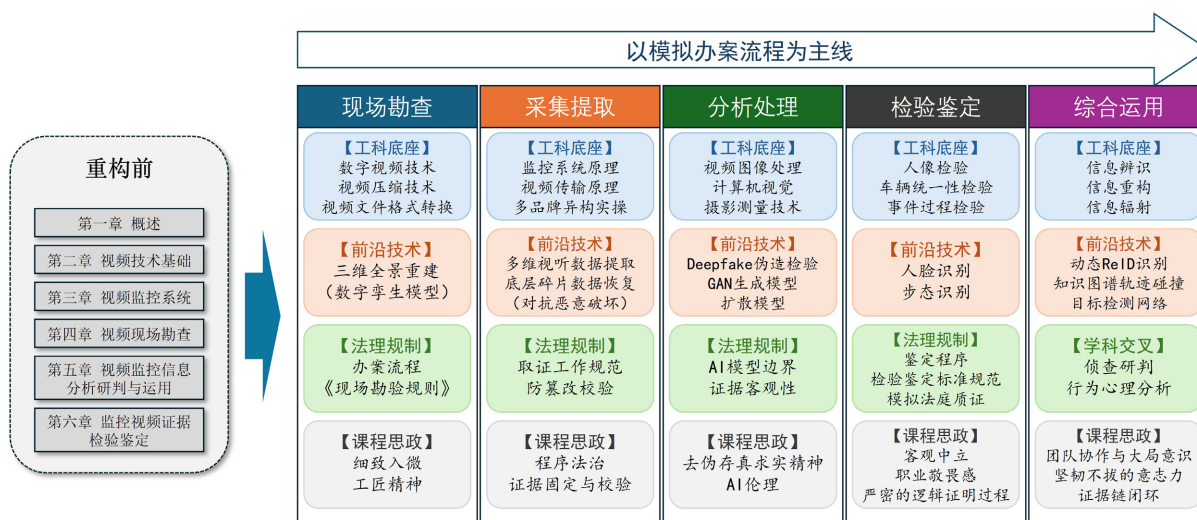 以模拟办案流程为主线
重构前
第一章 概述
第二章 视频技术基础
第三章 视频监控系统
第四章 视频现场勘查
第五章 视频监控信息
分析研判与运用
第六章 监控视频证据
检验鉴定
现场勘查
【工科底座】
数字视频技术
视频压缩技术
视频文件格式转换
【前沿技术】
三维全景重建
（数字孪生模型）
【法理规制】
办案流程
《现场勘验规则》
【课程思政】
细致入微
工匠精神
采集提取
【工科底座】
监控系统原理
视频传输原理
多品牌异构实操
【前沿技术】
多维视听数据提取
底层碎片数据恢复
（对抗恶意破坏）
【法理规制】
取证工作规范
防篡改校验
【课程思政】
程序法治
证据固定与校验
分析处理
【工科底座】
视频图像处理
计算机视觉
摄影测量技术
【前沿技术】
Deepfake伪造检验
GAN生成模型
扩散模型
【法理规制】
AI模型边界
证据客观性
【课程思政】
去伪存真求实精神
AI伦理
检验鉴定
【工科底座】
人像检验
车辆统一性检验
事件过程检验
【前沿技术】
人脸识别
步态识别
【法理规制】
鉴定程序
检验鉴定标准规范
模拟法庭质证
【课程思政】
客观中立
职业敬畏感
严密的逻辑证明过程
综合运用
【工科底座】
信息辨识
信息重构
信息辐射
【前沿技术】
动态ReID识别
知识图谱轨迹碰撞
目标检测网络
【学科交叉】
侦查研判
行为心理分析
【课程思政】
团队协作与大局意识
坚韧不拔的意志力
证据链闭环